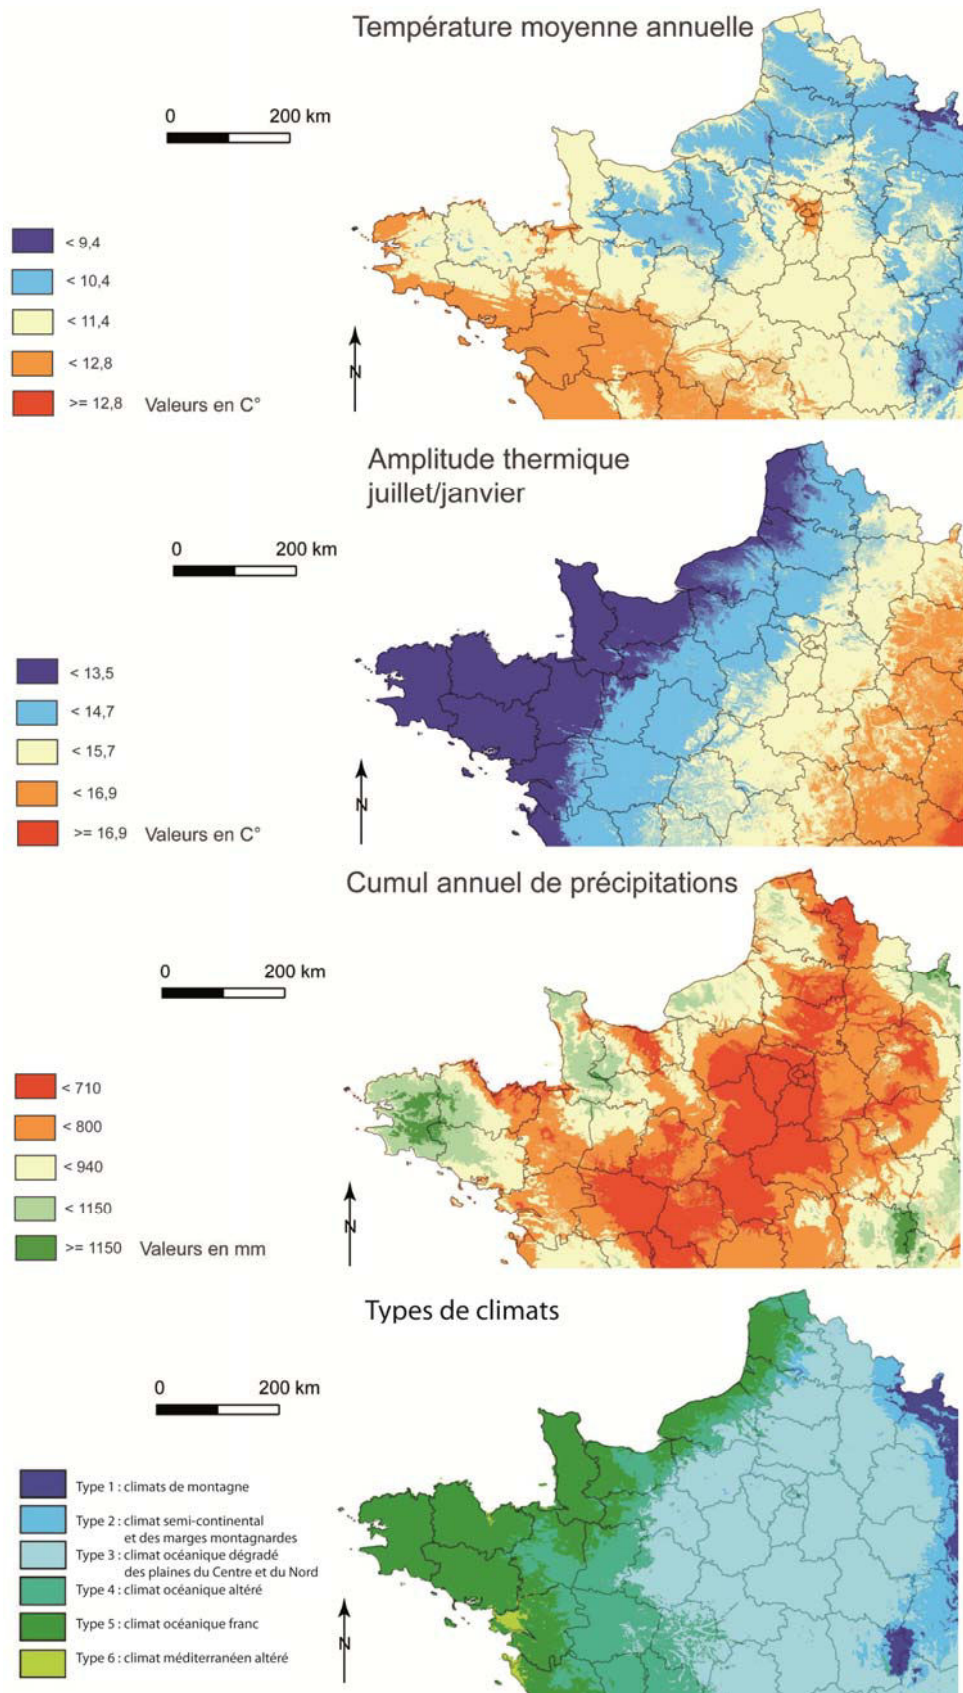 Température moyenne annuelle
0 200 km
< 9,4
< 10,4
< 11,4
< 12,8
>= 12,8 Valeurs en C°
N
Amplitude thermique
juillet/janvier
0 200 km
< 13,5
< 14,7
< 15,7
< 16,9
>= 16,9 Valeurs en C°
N
Cumul annuel de précipitations
0 200 km
< 710
< 800
< 940
< 1150
>= 1150 Valeurs en mm
N
Types de climats
0 200 km
Type 1 : climats de montagne
Type 2 : climat semi-continental
et des marges montagnardes
Type 3 : climat océanique dégradé
des plaines du Centre et du Nord
Type 4 : climat océanique altéré
Type 5 : climat océanique franc
Type 6 : climat méditerranéen altéré
N